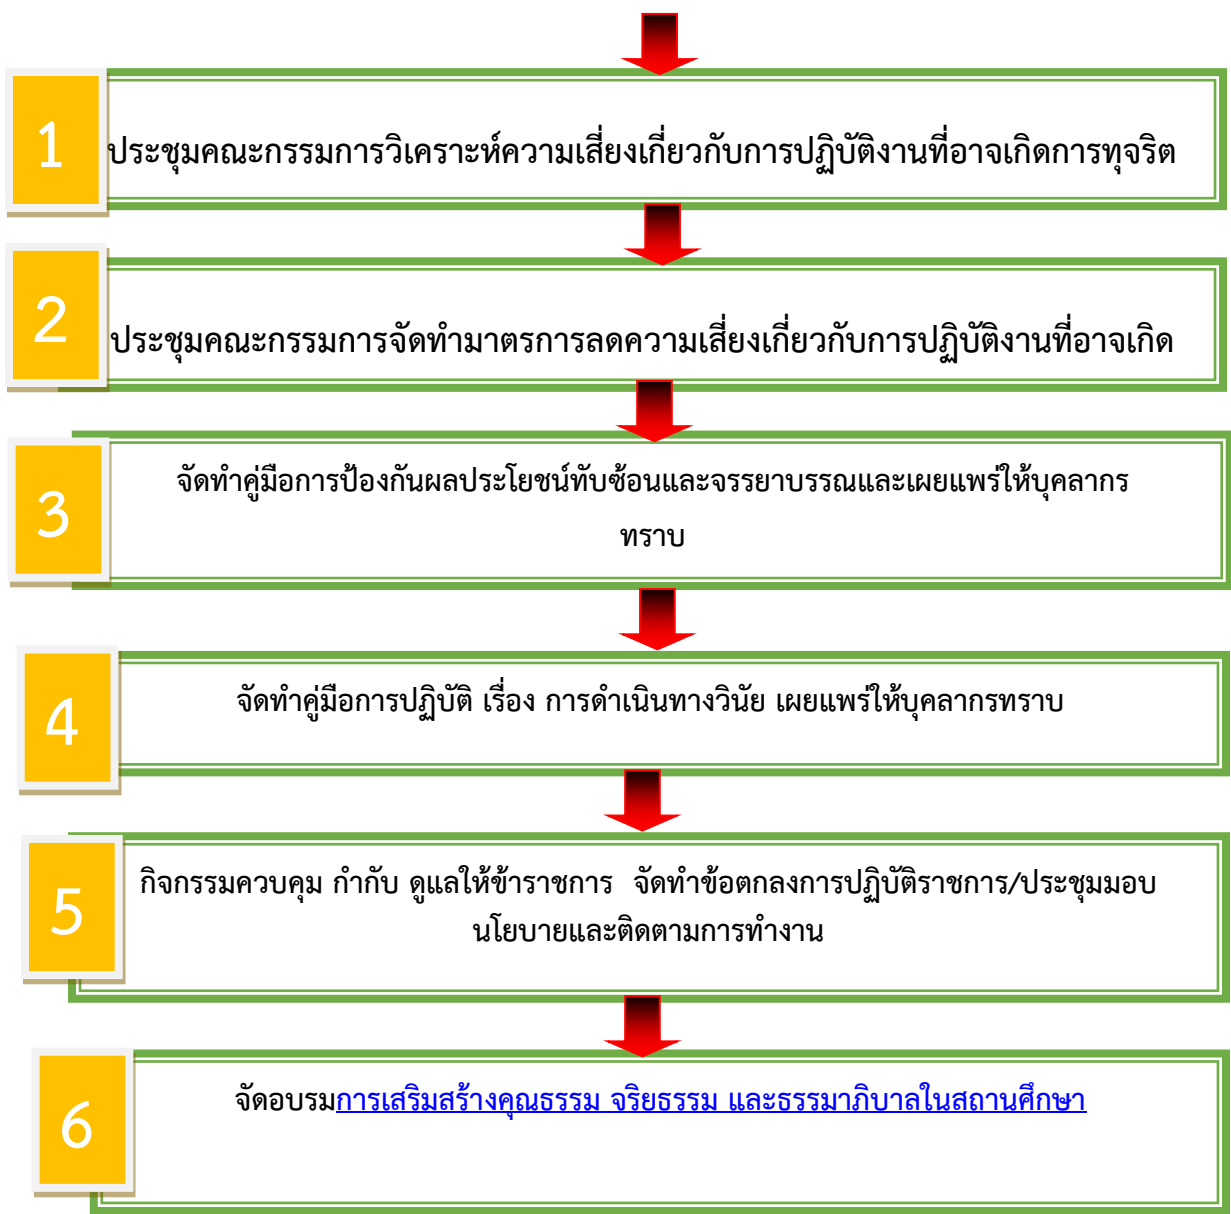 1
ประชุมคณะกรรมการวิเคราะห์ความเสี่ยงเกี่ยวกับการปฏิบัติงานที่อาจเกิดการทุจริต
2
ประชุมคณะกรรมการจัดทำมาตรการลดความเสี่ยงเกี่ยวกับการปฏิบัติงานที่อาจเกิด
3
จัดทำคู่มือการป้องกันผลประโยชน์ทับซ้อนและจรรยาบรรณและเผยแพร่ให้บุคลากร
ทราบ
4
จัดทำคู่มือการปฏิบัติ เรื่อง การดำเนินทางวินัย เผยแพร่ให้บุคลากรทราบ
5
กิจกรรมควบคุม กำกับ ดูแลให้ข้าราชการ จัดทำข้อตกลงการปฏิบัติราชการ/ประชุมมอบ
นโยบายและติดตามการทำงาน
6
จัดอบรมการเสริมสร้างคุณธรรม จริยธรรม และธรรมาภิบาลในสถานศึกษา